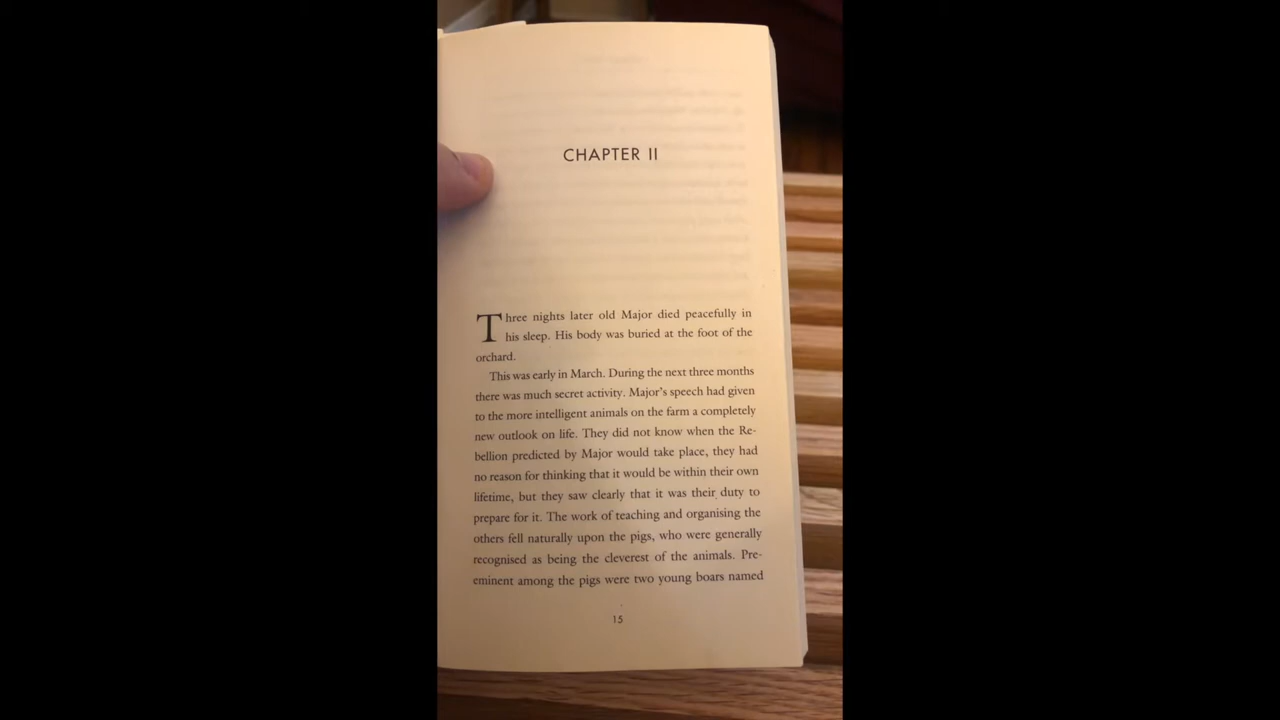 CHAPTER II
Three nights later old Major died peacefully in
his sleep. His body was buried at the foot of the
orchard.
This was early in March. During the next three months
there was much secret activity. Major's speech had given
to the more intelligent animals on the farm a completely
new outlook on life. They did not know when the Re-
bellion predicted by Major would take place, they had
no reason for thinking that it would be within their own
lifetime, but they saw clearly that it was their duty to
prepare for it. The work of teaching and organising the
others fell naturally upon the pigs, who were generally
recognised as being the cleverest of the animals. Pre-
eminent among the pigs were two young boars named
15